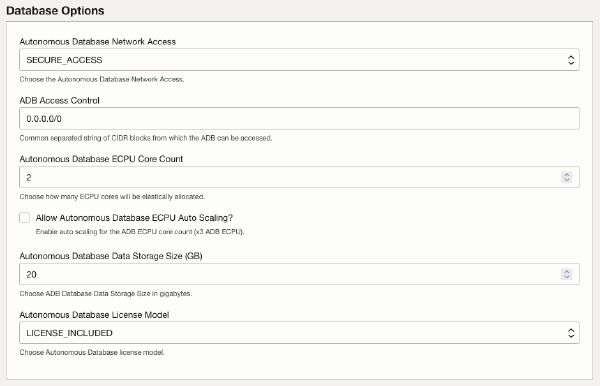 Database Options
Autonomous Database Network Access
SECURE_ACCESS
Choose the Autonomous Database Network Access.
ADB Access Control
0.0.0.0/0
Common separated string of CIDR blocks from which the ADB can be accessed.
Autonomous Database ECPU Core Count
2
Choose how many ECPU cores will be elastically allocated.
Allow Autonomous Database ECPU Auto Scaling?
Enable auto scaling for the ADB ECPU core count (x3 ADB ECPU).
Autonomous Database Data Storage Size (GB)
20
Choose ADB Database Data Storage Size in gigabytes.
Autonomous Database License Model
LICENSE_INCLUDED
Choose Autonomous Database license model.